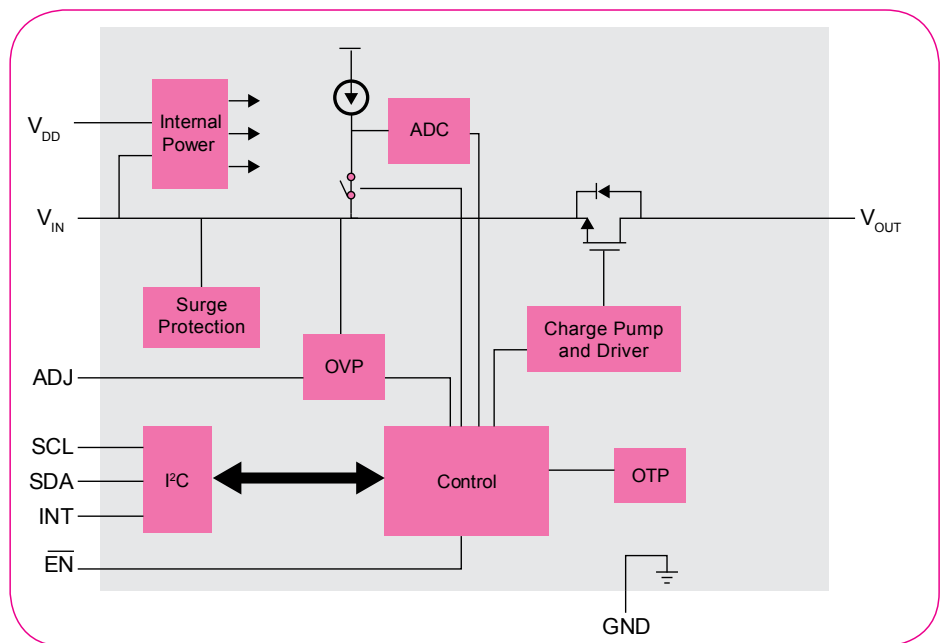 Internal
Power
ADC
V_DD
V_IN
V_OUT
Surge
Protection
Charge Pump
and Driver
OVP
ADJ
SCL
SDA
INT
I²C
Control
OTP
E̅N̅
GND